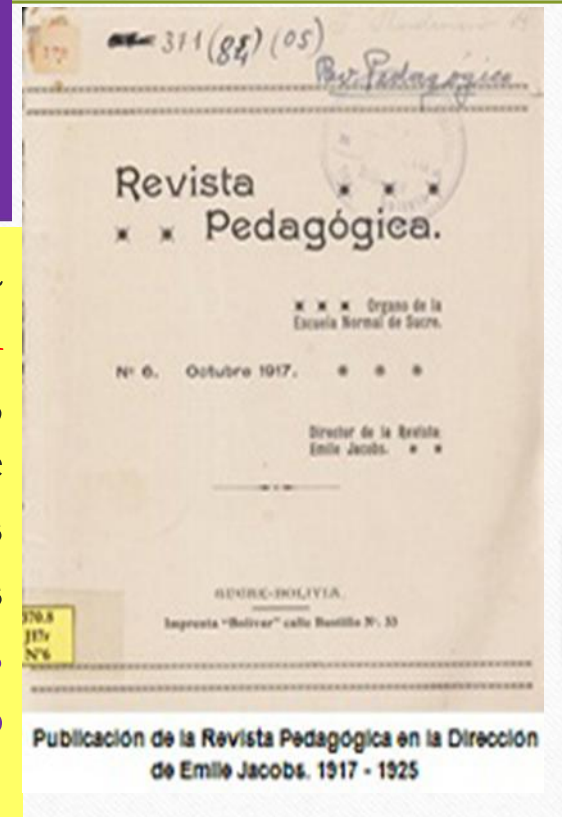 311(84)(05)
Rev. Pedagógica
Revista
Pedagógica.
Organo de la
Escuela Normal de Sucre.
Nº 6. Octubre 1917.
Director de la Revista
Emile Jacobs.
SUCRE-BOLIVIA.
Imprenta "Bolívar" calle Bustillo Nº. 33
370.8
J17r
Nº6
Publicación de la Revista Pedagógica en la Dirección
de Emile Jacobs. 1917 - 1925